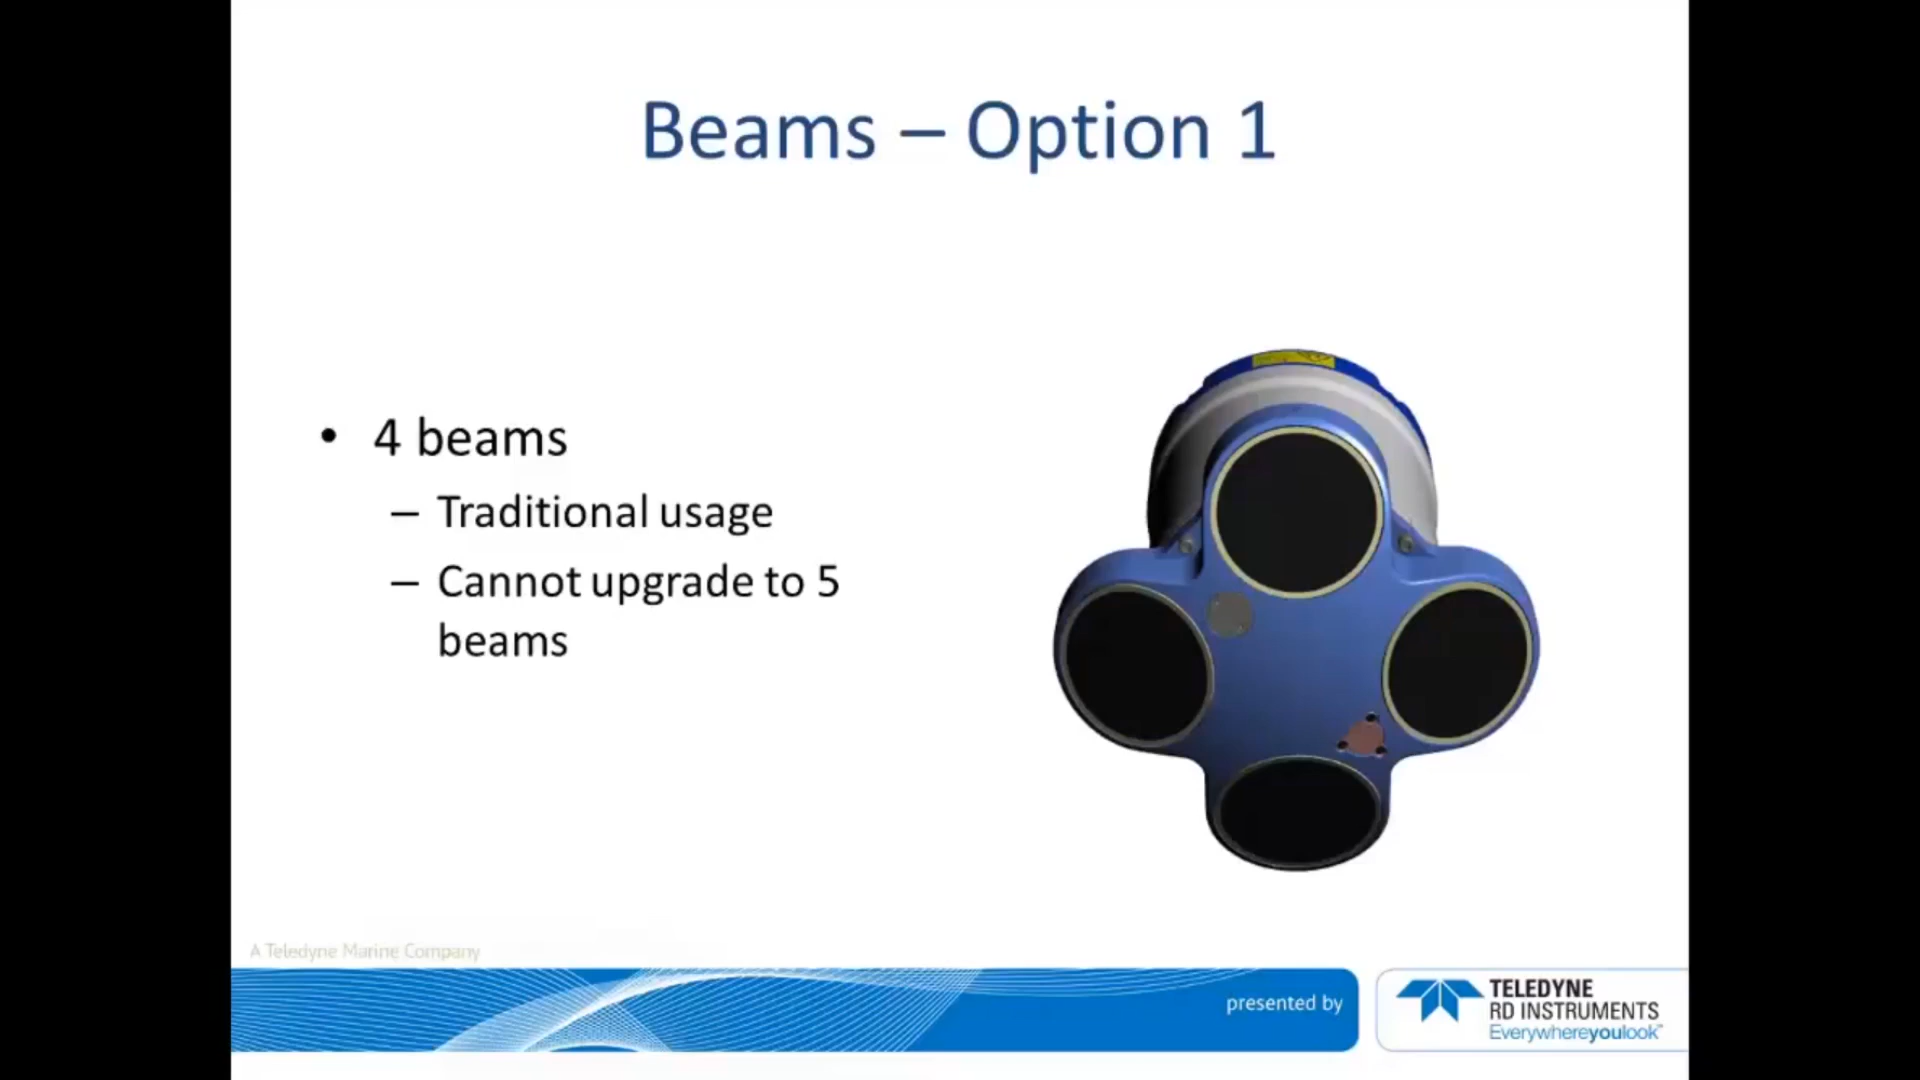 Beams – Option 1
• 4 beams
– Traditional usage
– Cannot upgrade to 5
beams
A Teledyne Marine Company
presented by
TELEDYNE
RD INSTRUMENTS
Everywhereyoulook™